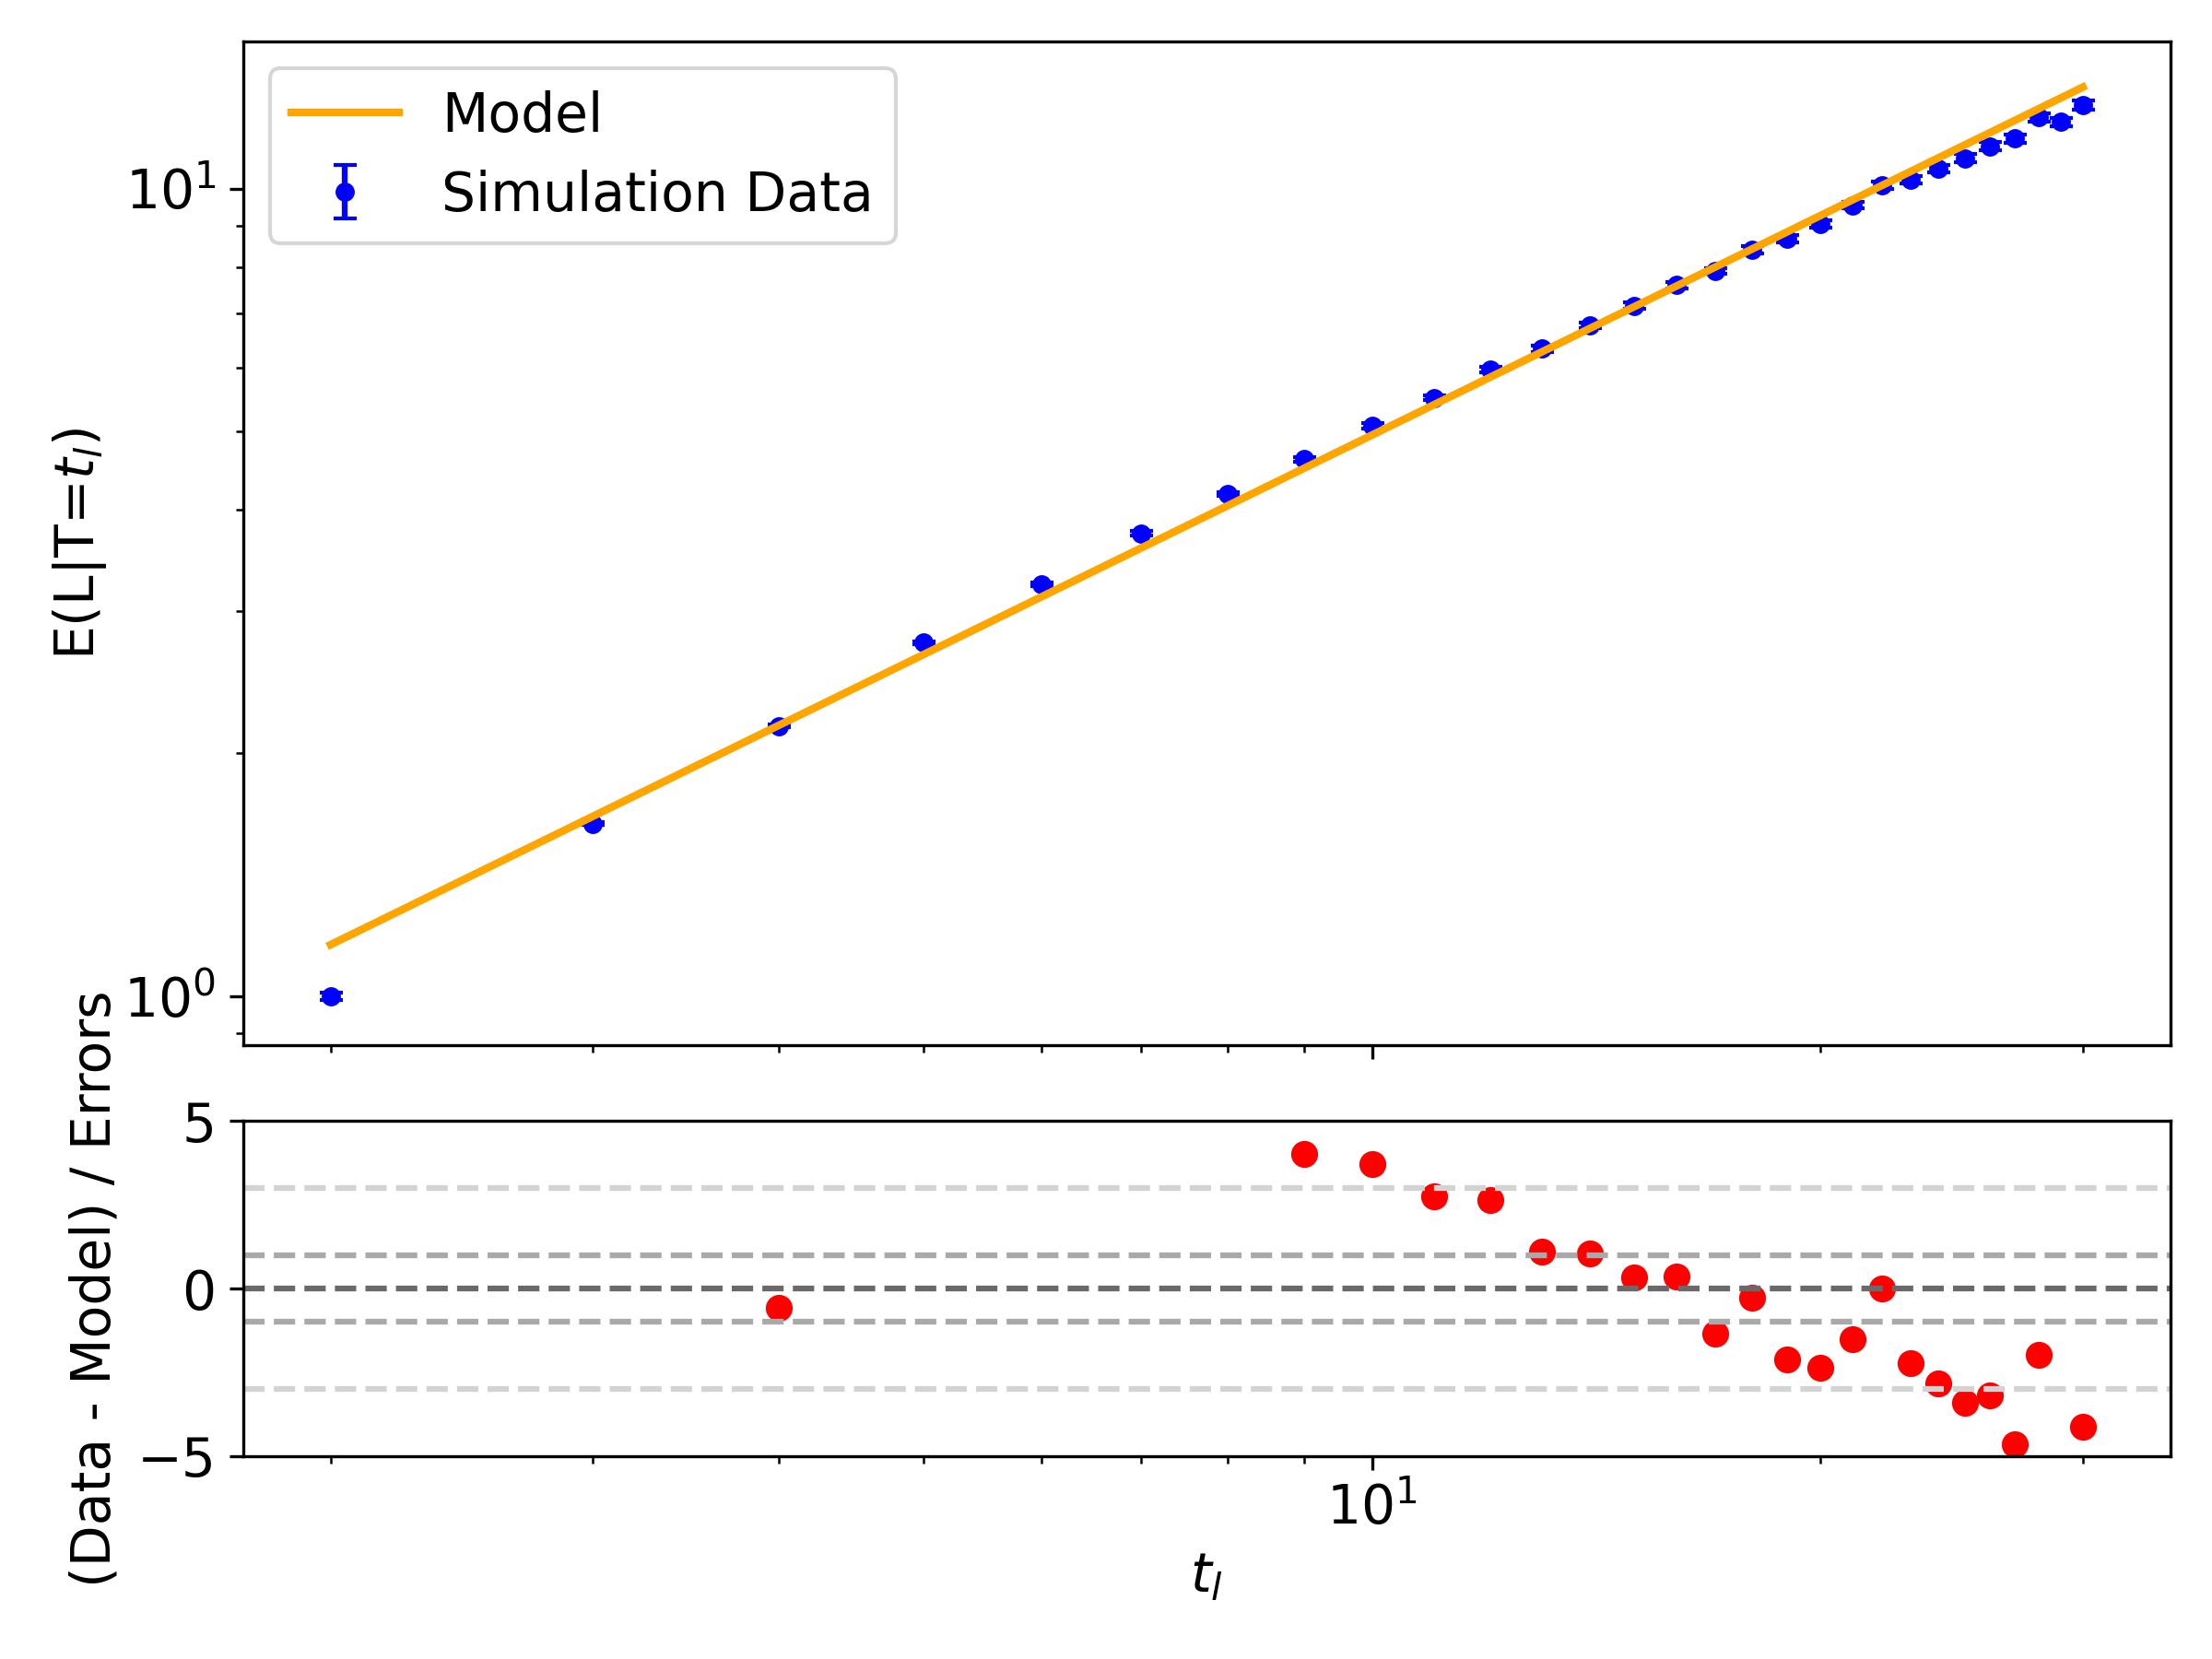 Model
Simulation Data
10¹
10⁰
E(L|T=tₗ)
5
0
−5
(Data - Model) / Errors
10¹
tₗ